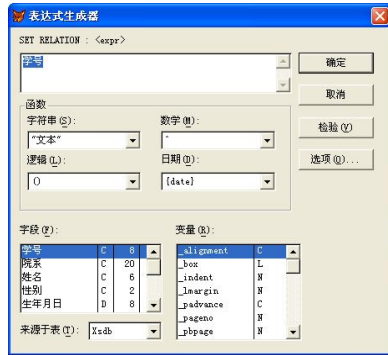 表达式生成器
SET RELATION : <expr>
学号
确定
取消
检验(V)
选项(O)...
函数
字符串(S): 数学(M):
"文本" ^
逻辑(L): 日期(D):
() {date}
字段(F): 变量(R):
学号 C 8 _alignment C
院系 C 20 _box L
姓名 C 6 _indent N
性别 C 2 _lmargin N
生年月日 D 8 _padvance C
_pageno N
来源于表(T): Xsdb _pbpage N